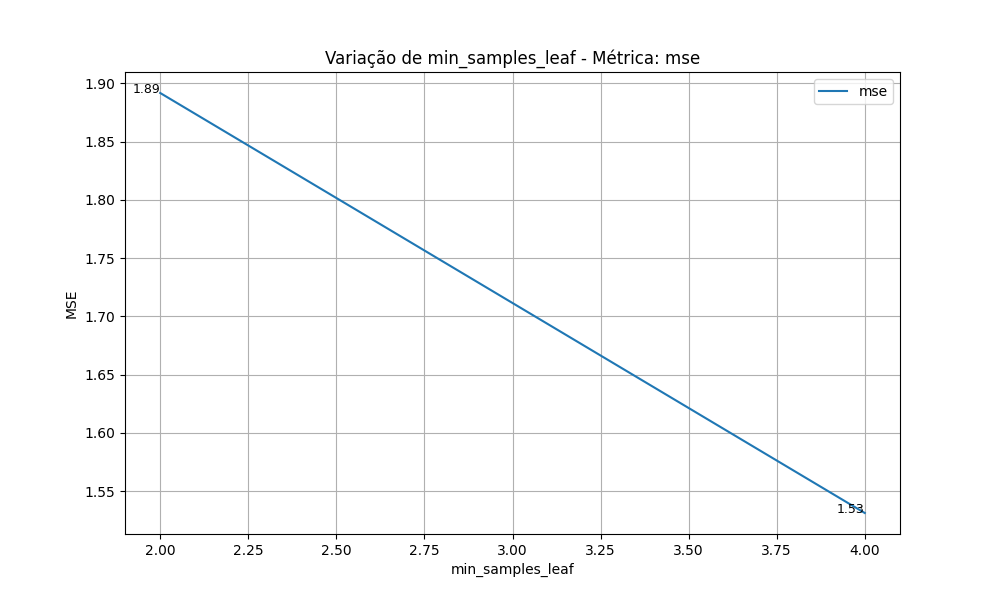 Variação de min_samples_leaf - Métrica: mse
mse
1.90
1.85
1.80
1.75
1.70
1.65
1.60
1.55
MSE
1.89
1.53
2.00 2.25 2.50 2.75 3.00 3.25 3.50 3.75 4.00
min_samples_leaf